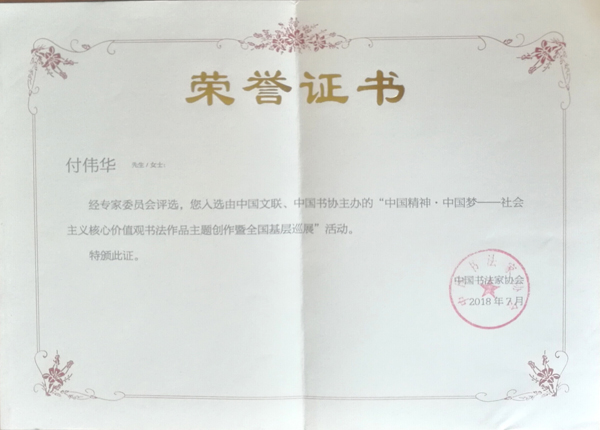 荣誉证书
付伟华 先生/女士:
经专家委员会评选，您入选由中国文联、中国书协主办的“中国精神·中国梦——社会
主义核心价值观书法作品主题创作暨全国基层巡展”活动。
特颁此证。
中国书法家协会
2018年7月